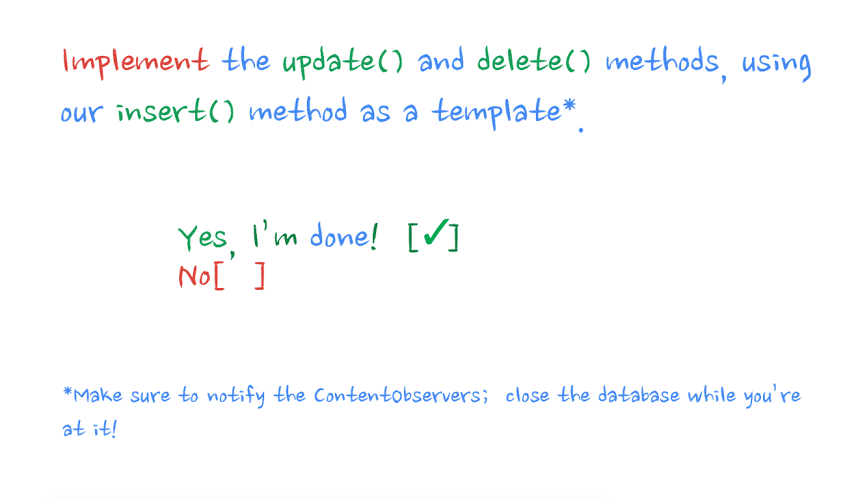 Implement the update() and delete() methods, using
our insert() method as a template*.
Yes, I'm done! [✓]
No[ ]
*Make sure to notify the ContentObservers; close the database while you're
at it!